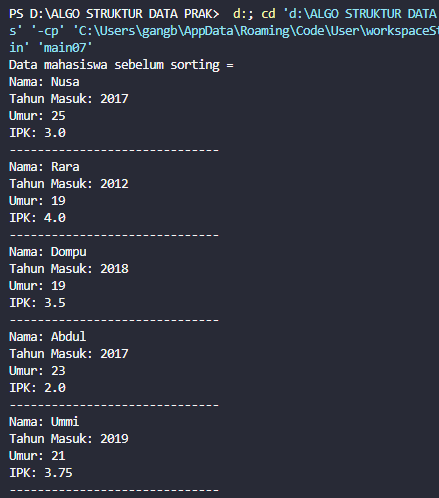 PS D:\ALGO STRUKTUR DATA PRAK>  d:; cd 'd:\ALGO STRUKTUR DATA
s' '-cp' 'C:\Users\gangb\AppData\Roaming\Code\User\workspaceSt
in' 'main07'
Data mahasiswa sebelum sorting =
Nama: Nusa
Tahun Masuk: 2017
Umur: 25
IPK: 3.0
------------------------------
Nama: Rara
Tahun Masuk: 2012
Umur: 19
IPK: 4.0
------------------------------
Nama: Dompu
Tahun Masuk: 2018
Umur: 19
IPK: 3.5
------------------------------
Nama: Abdul
Tahun Masuk: 2017
Umur: 23
IPK: 2.0
------------------------------
Nama: Ummi
Tahun Masuk: 2019
Umur: 21
IPK: 3.75
------------------------------